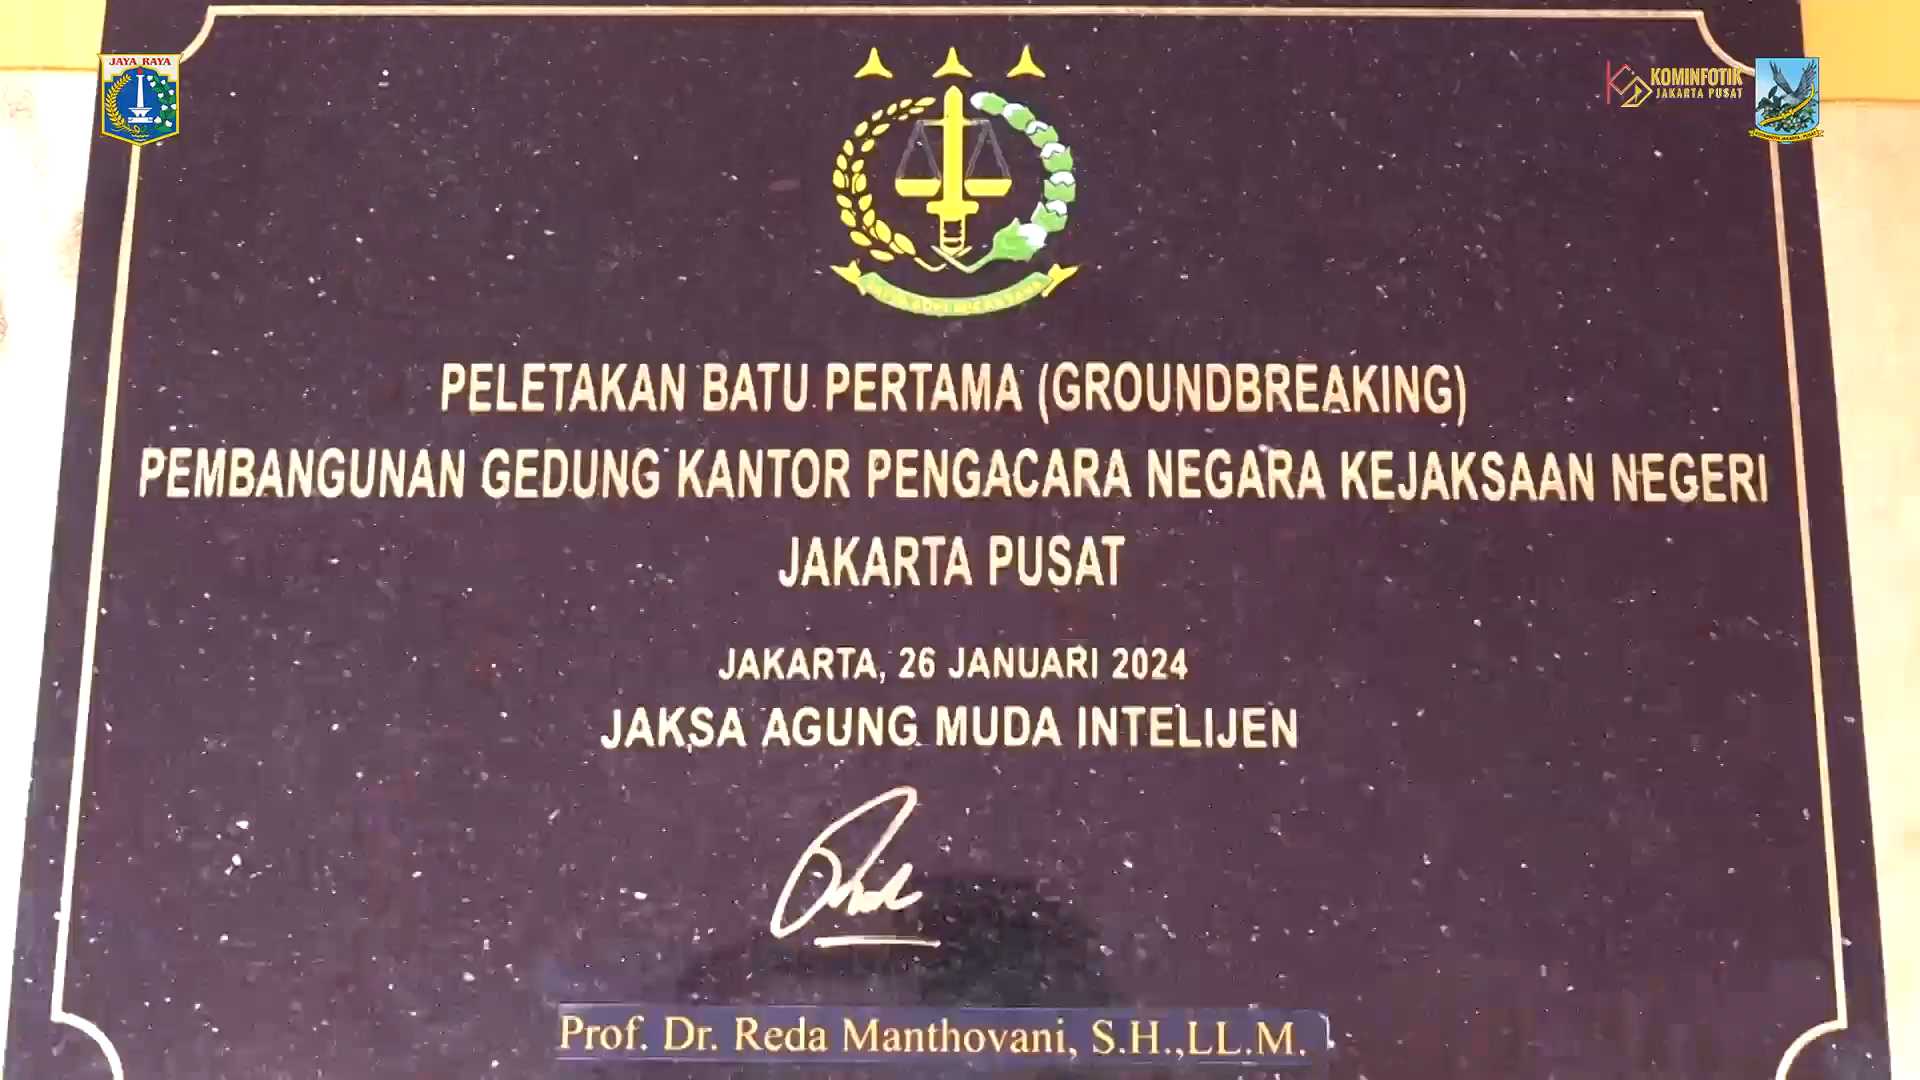 JAYA RAYA
KOMINFOTIK
JAKARTA PUSAT
PELETAKAN BATU PERTAMA (GROUNDBREAKING)
PEMBANGUNAN GEDUNG KANTOR PENGACARA NEGARA KEJAKSAAN NEGERI
JAKARTA PUSAT
JAKARTA, 26 JANUARI 2024
JAKSA AGUNG MUDA INTELIJEN
Prof. Dr. Reda Manthovani, S.H.,LL.M.